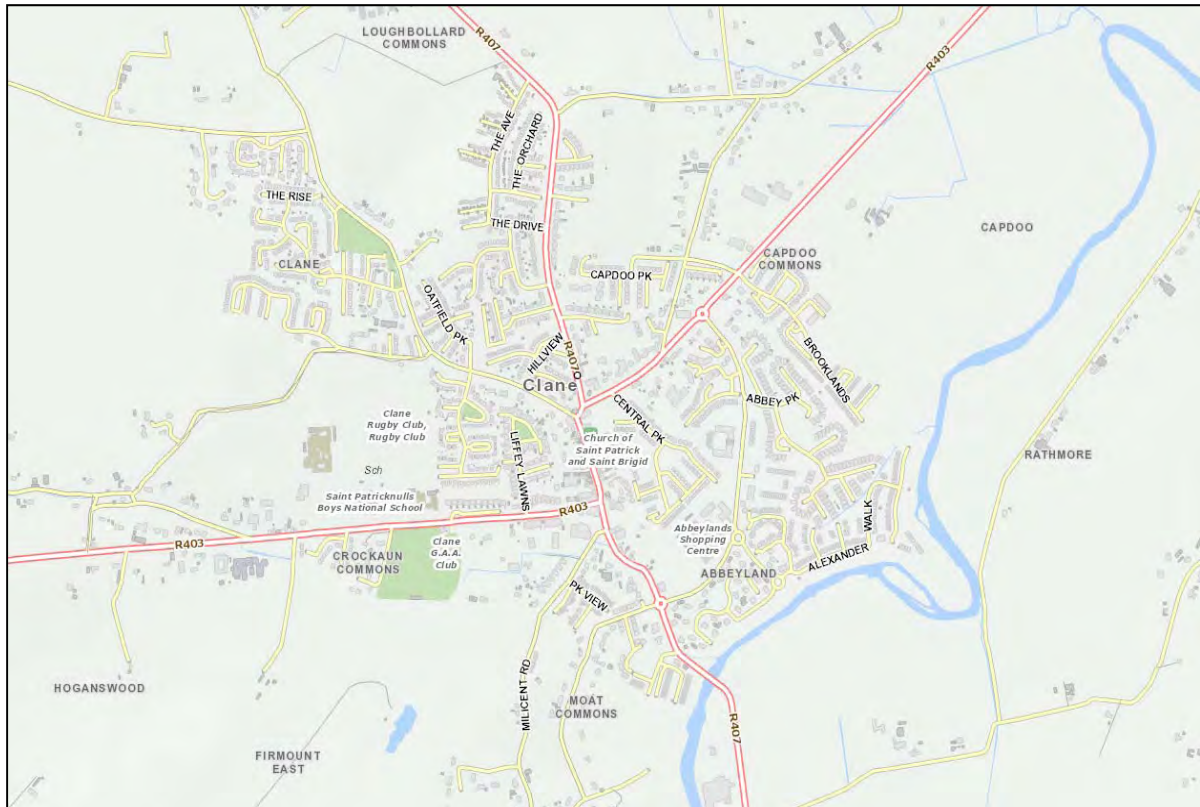 LOUGHBOLLARD
COMMONS
R407
R403
THE AVE
THE ORCHARD
THE RISE
THE DRIVE
CAPDOO
CAPDOO
COMMONS
CLANE
CAPDOO PK
OATFIELD PK
HILLVIEW
R407
BROOKLANDS
Clane
ABBEY PK
CENTRAL PK
Clane
Rugby Club,
Rugby Club
LIFFEY LAWNS
Church of
Saint Patrick
and Saint Brigid
RATHMORE
Sch
Saint Patricknulls
Boys National School
R403
WALK
R403
Abbeylands
Shopping
Centre
CROCKAUN
COMMONS
Clane
G.A.A.
Club
ALEXANDER
ABBEYLAND
PK VIEW
HOGANSWOOD
MILICENT RD
MOAT
COMMONS
R407
FIRMOUNT
EAST